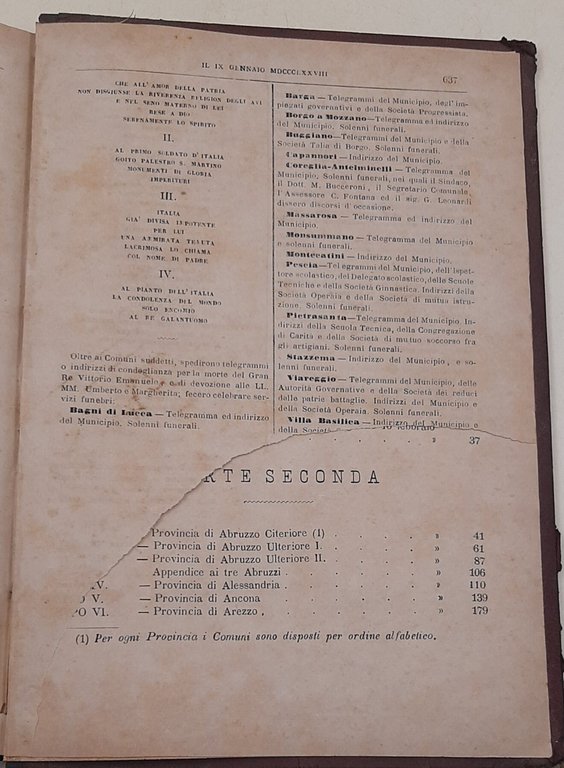 IL IX GENNAIO MDCCCLXXVIII
637
CHE ALL' AMOR DELLA PATRIA
NON DISGIUNSE LA RIVERENZA RELIGION DEGLI AVI
E NEL SENO MATERNO DI LEI
RESE A DIO
SERENAMENTE LO SPIRITO
II.
AL PRIMO SOLDATO D'ITALIA
GOITO PALESTRO S. MARTINO
MONUMENTI DI GLORIA
IMPERITURI
III.
ITALIA
GIA' DIVISA IMPOTENTE
PER LUI
UNA AMMIRATA TEMUTA
LACRIMOSA LO CHIAMA
COL NOME DI PADRE
IV.
AL PIANTO DELL'ITALIA
LA CONDOLENZA DEL MONDO
SOLO ENCOMIO
AL RE GALANTUOMO
Oltre ai Comuni suddetti, spedirono telegrammi
o indirizzi di condoglianza per la morte del Gran
Re Vittorio Emanuele, o di devozione alle LL.
MM. Umberto e Margherita; fecero celebrare ser-
vizi funebri.
Bagni di Lucca — Telegramma ed indirizzo
del Municipio. Solenni funerali.
Barga — Telegrammi del Municipio, degl'im-
piegati governativi e della Società Progressista.
Borgo a Mozzano — Telegramma ed indirizzo
del Municipio. Solenni funerali.
Buggiano — Telegrammi del Municipio e della
Società Talia di Borgo. Solenni funerali.
Capannori — Indirizzo del Municipio.
Coreglia-Antelminelli — Telegramma del
Municipio. Solenni funerali, nei quali il Sindaco,
il Dott. M. Bucceroni, il Segretario Comunale,
l'Assessore C. Fontana ed il sig. G. Leonardi
dissero discorsi d'occasione.
Massarosa — Telegramma ed indirizzo del
Municipio.
Monsummano — Telegramma del Municipio
e solenni funerali.
Montecatini — Indirizzo del Municipio.
Pescia — Telegrammi del Municipio, dell'Ispet-
tore scolastico, del Delegato scolastico, delle Scuole
Tecniche e della Società Ginnastica. Indirizzi della
Società Operaia e della Società di mutua istru-
zione. Solenni funerali.
Pietrasanta — Telegramma del Municipio. In-
dirizzi della Scuola Tecnica, della Congregazione
di Carità e della Società di mutuo soccorso fra
gli artigiani. Solenni funerali.
Stazzema — Indirizzo del Municipio, e so-
lenni funerali.
Viareggio — Telegrammi del Municipio, delle
Autorità Governative e della Società dei reduci
dalle patrie battaglie. Indirizzi del Municipio e
della Società Operaia. Solenni funerali.
Villa Basilica — Indirizzo del Municipio e
della Società
10 febbraio
. . » 37
RTE SECONDA
Provincia di Abruzzo Citeriore (1) . . . . » 41
— Provincia di Abruzzo Ulteriore I. . . . . » 61
— Provincia di Abruzzo Ulteriore II. . . . . » 87
Appendice ai tre Abruzzi . . . . . » 106
V. — Provincia di Alessandria . . . . . » 110
O V. — Provincia di Ancona . . . . . » 139
PO VI. — Provincia di Arezzo . . . . . » 179
(1) Per ogni Provincia i Comuni sono disposti per ordine alfabetico.